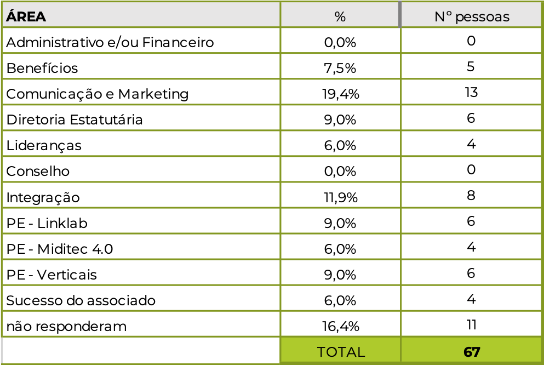 ÁREA % Nº pessoas
Administrativo e/ou Financeiro 0,0% 0
Benefícios 7,5% 5
Comunicação e Marketing 19,4% 13
Diretoria Estatutária 9,0% 6
Lideranças 6,0% 4
Conselho 0,0% 0
Integração 11,9% 8
PE - Linklab 9,0% 6
PE - Miditec 4.0 6,0% 4
PE - Verticais 9,0% 6
Sucesso do associado 6,0% 4
não responderam 16,4% 11
TOTAL 67